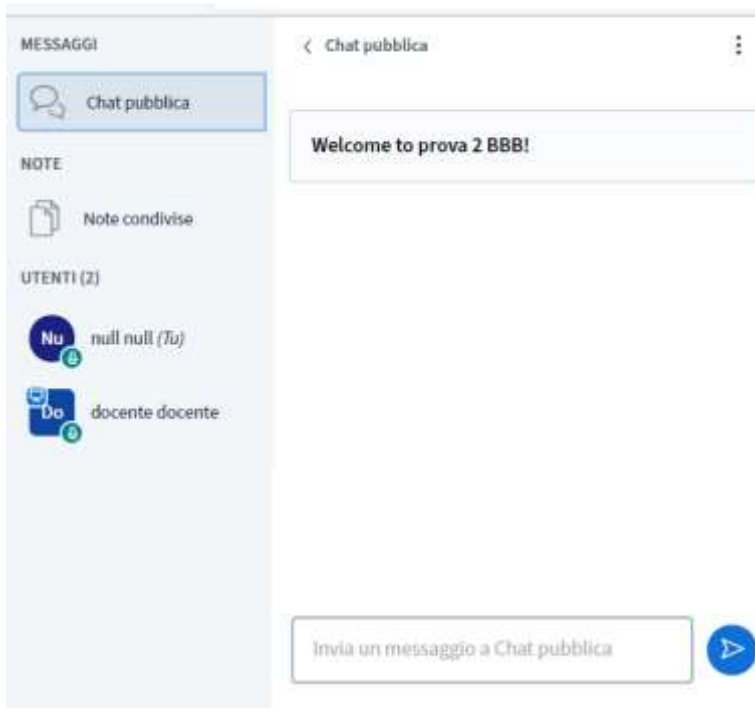 MESSAGGI
Chat pubblica
NOTE
Note condivise
UTENTI (2)
Nu
null null (Tu)
Do
docente docente
Chat pubblica
Welcome to prova 2 BBB!
Invia un messaggio a Chat pubblica